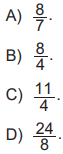 A) 8/7.
B) 8/4.
C) 11/4.
D) 24/8.